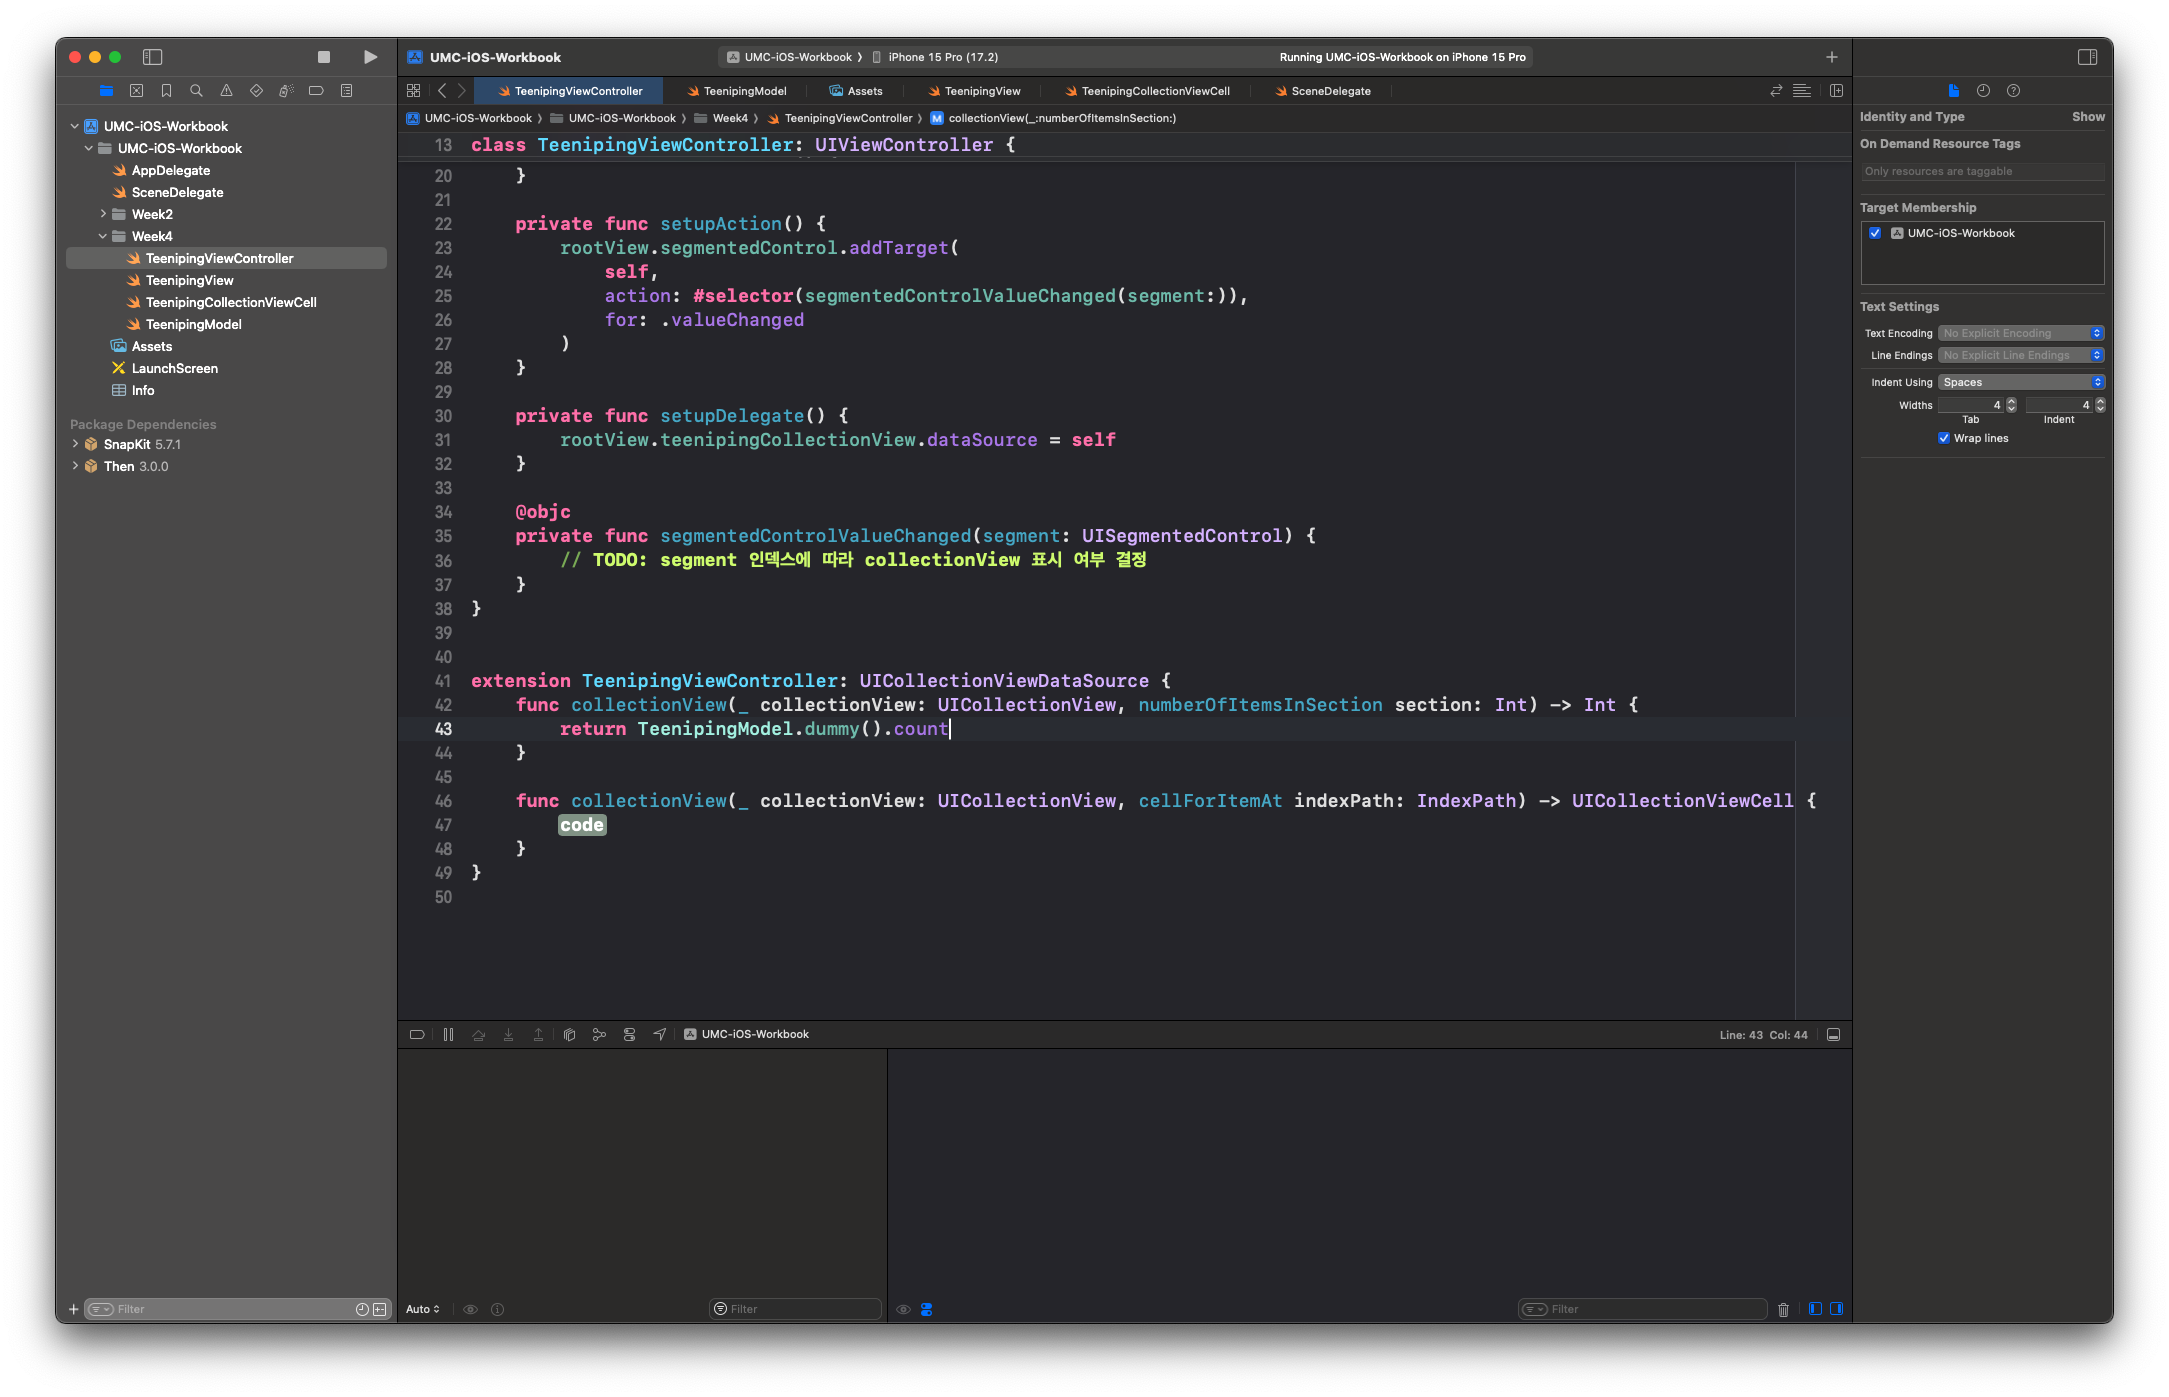 UMC-iOS-Workbook
UMC-iOS-Workbook
iPhone 15 Pro (17.2)
Running UMC-iOS-Workbook on iPhone 15 Pro
TeenipingViewController
TeenipingModel
Assets
TeenipingView
TeenipingCollectionViewCell
SceneDelegate
UMC-iOS-Workbook
UMC-iOS-Workbook
Week4
TeenipingViewController
M
collectionView(_:numberOfItemsInSection:)
UMC-iOS-Workbook
UMC-iOS-Workbook
AppDelegate
SceneDelegate
Week2
Week4
TeenipingViewController
TeenipingView
TeenipingCollectionViewCell
TeenipingModel
Assets
LaunchScreen
Info
Package Dependencies
SnapKit 5.7.1
Then 3.0.0
Filter
13 class TeenipingViewController: UIViewController {
20 }
21
22 private func setupAction() {
23 rootView.segmentedControl.addTarget(
24 self,
25 action: #selector(segmentedControlValueChanged(segment:)),
26 for: .valueChanged
27 )
28 }
29
30 private func setupDelegate() {
31 rootView.teenipingCollectionView.dataSource = self
32 }
33
34 @objc
35 private func segmentedControlValueChanged(segment: UISegmentedControl) {
36 // TODO: segment 인덱스에 따라 collectionView 표시 여부 결정
37 }
38 }
39
40
41 extension TeenipingViewController: UICollectionViewDataSource {
42 func collectionView(_ collectionView: UICollectionView, numberOfItemsInSection section: Int) -> Int {
43 return TeenipingModel.dummy().count
44 }
45
46 func collectionView(_ collectionView: UICollectionView, cellForItemAt indexPath: IndexPath) -> UICollectionViewCell {
47 code
48 }
49 }
50
UMC-iOS-Workbook
Line: 43 Col: 44
Auto
Filter
Filter
Identity and Type
Show
On Demand Resource Tags
Only resources are taggable
Target Membership
UMC-iOS-Workbook
Text Settings
Text Encoding No Explicit Encoding
Line Endings No Explicit Line Endings
Indent Using Spaces
Widths 4 4
Tab Indent
Wrap lines